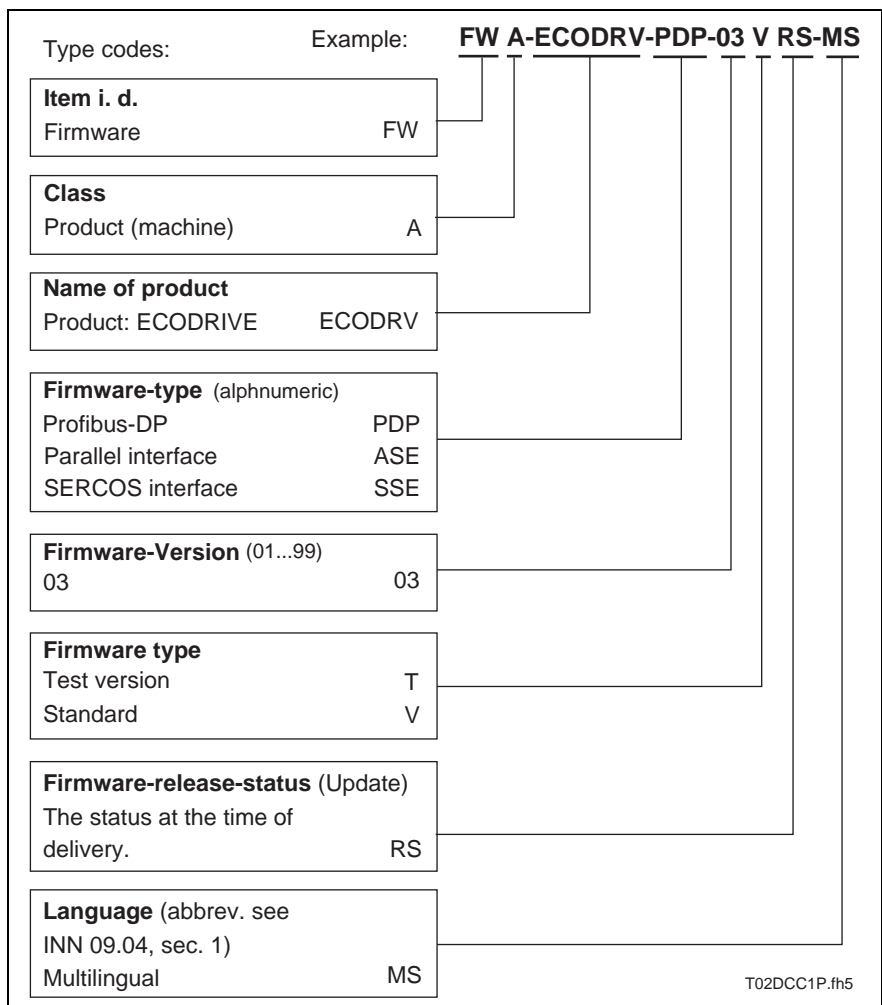 Type codes: Example: FW A-ECODRV-PDP-03 V RS-MS
Item i. d.
Firmware FW
Class
Product (machine) A
Name of product
Product: ECODRIVE ECODRV
Firmware-type (alphnumeric)
Profibus-DP PDP
Parallel interface ASE
SERCOS interface SSE
Firmware-Version (01...99)
03 03
Firmware type
Test version T
Standard V
Firmware-release-status (Update)
The status at the time of
delivery. RS
Language (abbrev. see
INN 09.04, sec. 1)
Multilingual MS
T02DCC1P.fh5